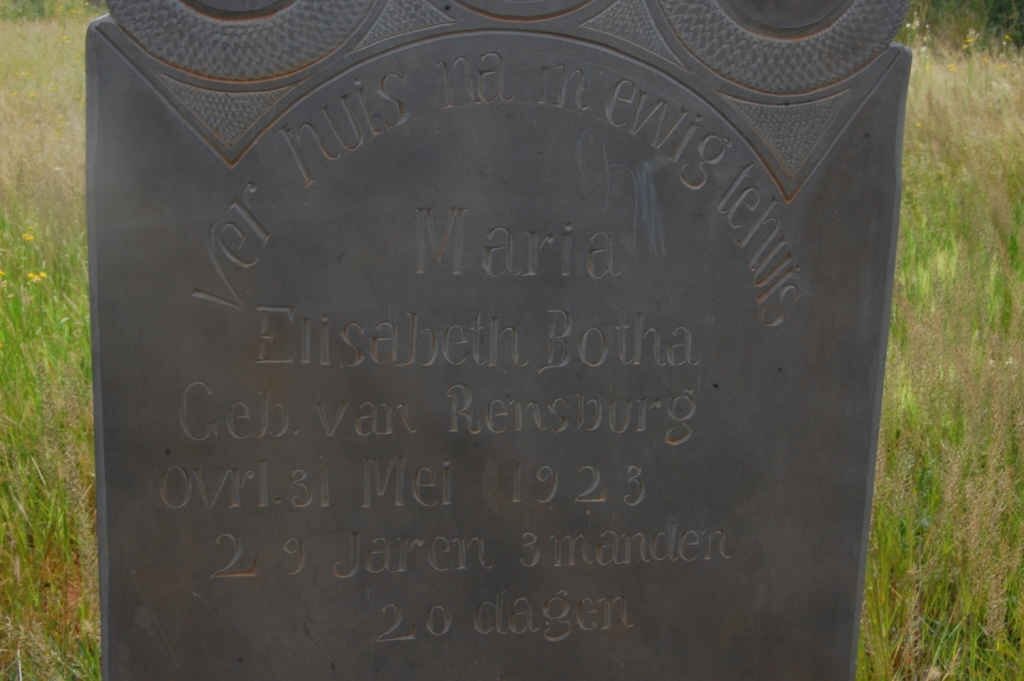 Ver huis na m ewig tehuis
Maria
Elisabeth Botha
Geb. van Rensburg
ovrl. 31 Mei 1923
29 Jaren 3 manden
20 dagen